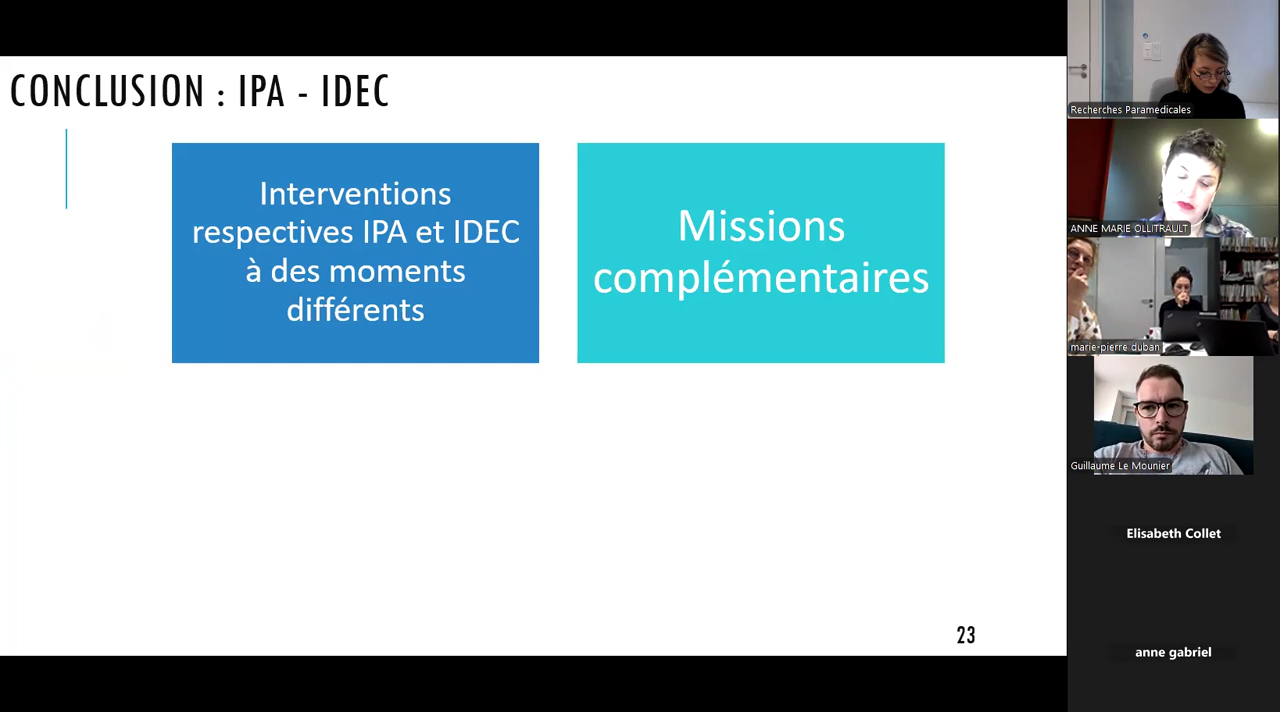 CONCLUSION : IPA - IDEC
Interventions
respectives IPA et IDEC
à des moments
différents
Missions
complémentaires
23
Recherches Paramedicales
ANNE MARIE OLLITRAULT
marie-pierre duban
Guillaume Le Mounier
Elisabeth Collet
anne gabriel